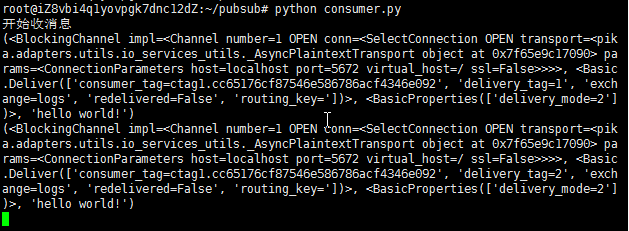 root@iZ8vbi4q1yovpgk7dnc12dZ:~/pubsub# python consumer.py
开始收消息
(<BlockingChannel impl=<Channel number=1 OPEN conn=<SelectConnection OPEN transport=<pik
a.adapters.utils.io_services_utils._AsyncPlaintextTransport object at 0x7f65e9c17090> pa
rams=<ConnectionParameters host=localhost port=5672 virtual_host=/ ssl=False>>>>, <Basic
.Deliver(['consumer_tag=ctag1.cc65176cf87546e586786acf4346e092', 'delivery_tag=1', 'exch
ange=logs', 'redelivered=False', 'routing_key='])>, <BasicProperties(['delivery_mode=2']
)>, 'hello world!')
(<BlockingChannel impl=<Channel number=1 OPEN conn=<SelectConnection OPEN transport=<pik
a.adapters.utils.io_services_utils._AsyncPlaintextTransport object at 0x7f65e9c17090> pa
rams=<ConnectionParameters host=localhost port=5672 virtual_host=/ ssl=False>>>>, <Basic
.Deliver(['consumer_tag=ctag1.cc65176cf87546e586786acf4346e092', 'delivery_tag=2', 'exch
ange=logs', 'redelivered=False', 'routing_key='])>, <BasicProperties(['delivery_mode=2']
)>, 'hello world!')